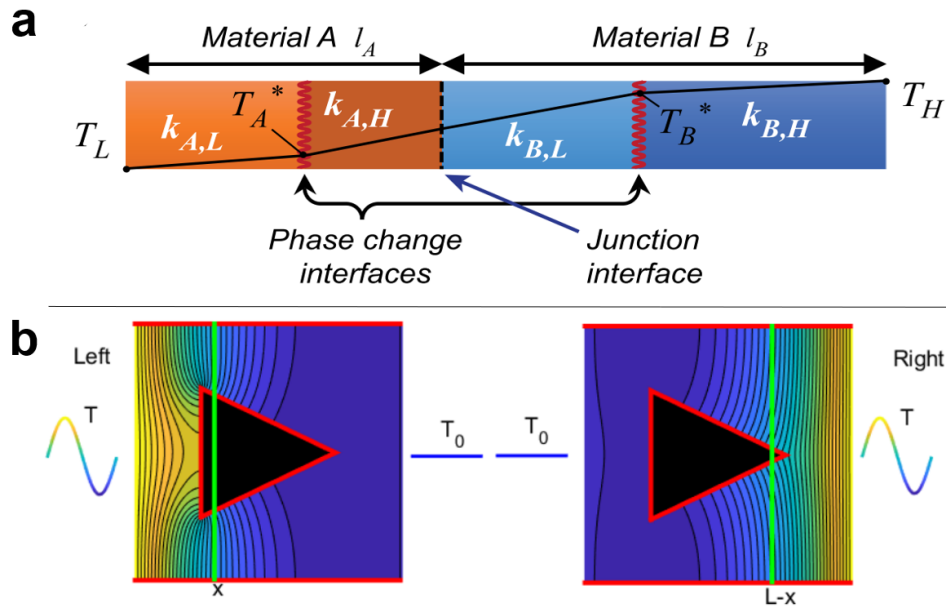 a
Material A l_A
Material B l_B
T_L
k_A,L
T_A*
k_A,H
k_B,L
T_B*
k_B,H
T_H
Phase change
interfaces
Junction
interface
b
Left
T
T_0
T_0
Right
T
x
L-x